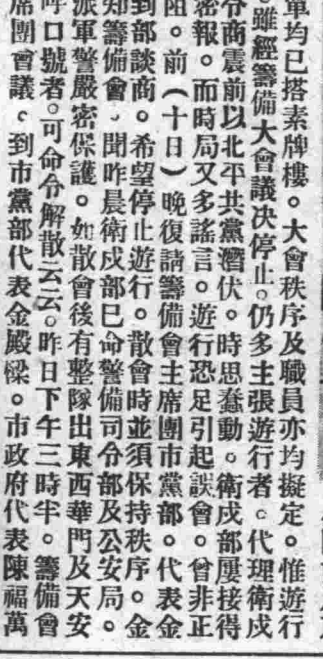 單均已搭素牌樓。大會秩序及職員亦均擬定。惟遊行
。雖經籌備大會議决停止。仍多主張遊行者。代理衛戍
令商震前以北平共黨潛伏。時思蠢動。衛戍部屢接得
密報。而時局又多謠言。遊行恐足引起誤會。曾非正
阻。前（十日）晚復請籌備會主席團市黨部。代表金
到部談商。希望停止遊行。散會時並須保持秩序。金
知籌備會。聞昨晨衛戍部已命警備司令部及公安局。
派軍警嚴密保護。如散會後有整隊出東西華門及天安
呼口號者。可命令解散云云。昨日下午三時半。籌備會
席團會議。到市黨部代表金殿樑。市政府代表陳福萬